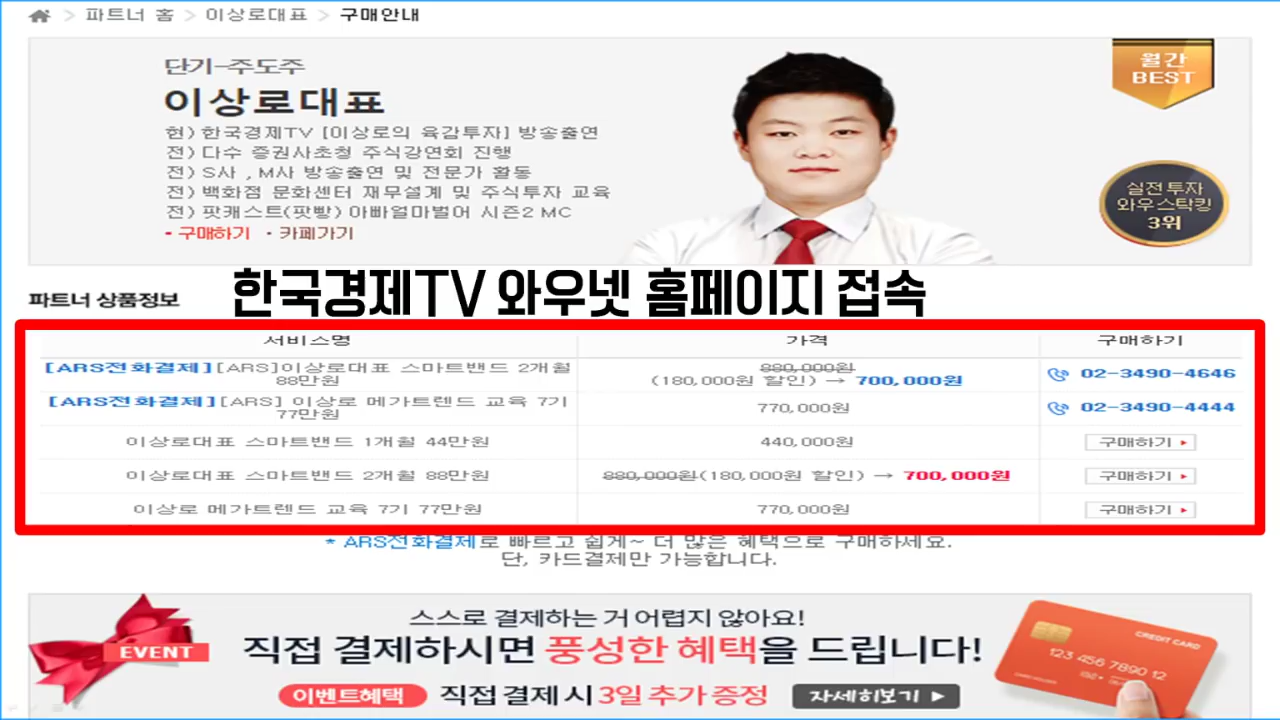 파트너 홈 > 이상로대표 > 구매안내
단기-주도주
이상로대표
현) 한국경제TV [이상로의 육감투자] 방송출연
전) 다수 증권사초청 주식강연회 진행
전) S사 , M사 방송출연 및 전문가 활동
전) 백화점 문화센터 재무설계 및 주식투자 교육
전) 팟캐스트(팟빵) 아빠얼마벌어 시즌2 MC
- 구매하기 · 카페가기
월간
BEST
실전 투자
와우 스탁킹
3위
파트너 상품정보
한국경제TV 와우넷 홈페이지 접속
서비스명 가격 구매하기
[ARS전화결제][ARS]이상로대표 스마트밴드 2개월
88만원
880,000원
(180,000원 할인) → 700,000원
02-3490-4646
[ARS전화결제][ARS] 이상로 메가트렌드 교육 7기
77만원
770,000원
02-3490-4444
이상로대표 스마트밴드 1개월 44만원 440,000원 구매하기 ▸
이상로대표 스마트밴드 2개월 88만원 880,000원(180,000원 할인) → 700,000원 구매하기 ▸
이상로 메가트렌드 교육 7기 77만원 770,000원 구매하기 ▸
* ARS전화결제로 빠르고 쉽게~ 더 많은 혜택으로 구매하세요.
단, 카드결제만 가능합니다.
스스로 결제하는 거 어렵지 않아요!
EVENT
직접 결제하시면 풍성한 혜택을 드립니다!
이벤트혜택 직접 결제 시 3일 추가 증정 자세히보기 ▶
CREDIT CARD
123 456 7890 12